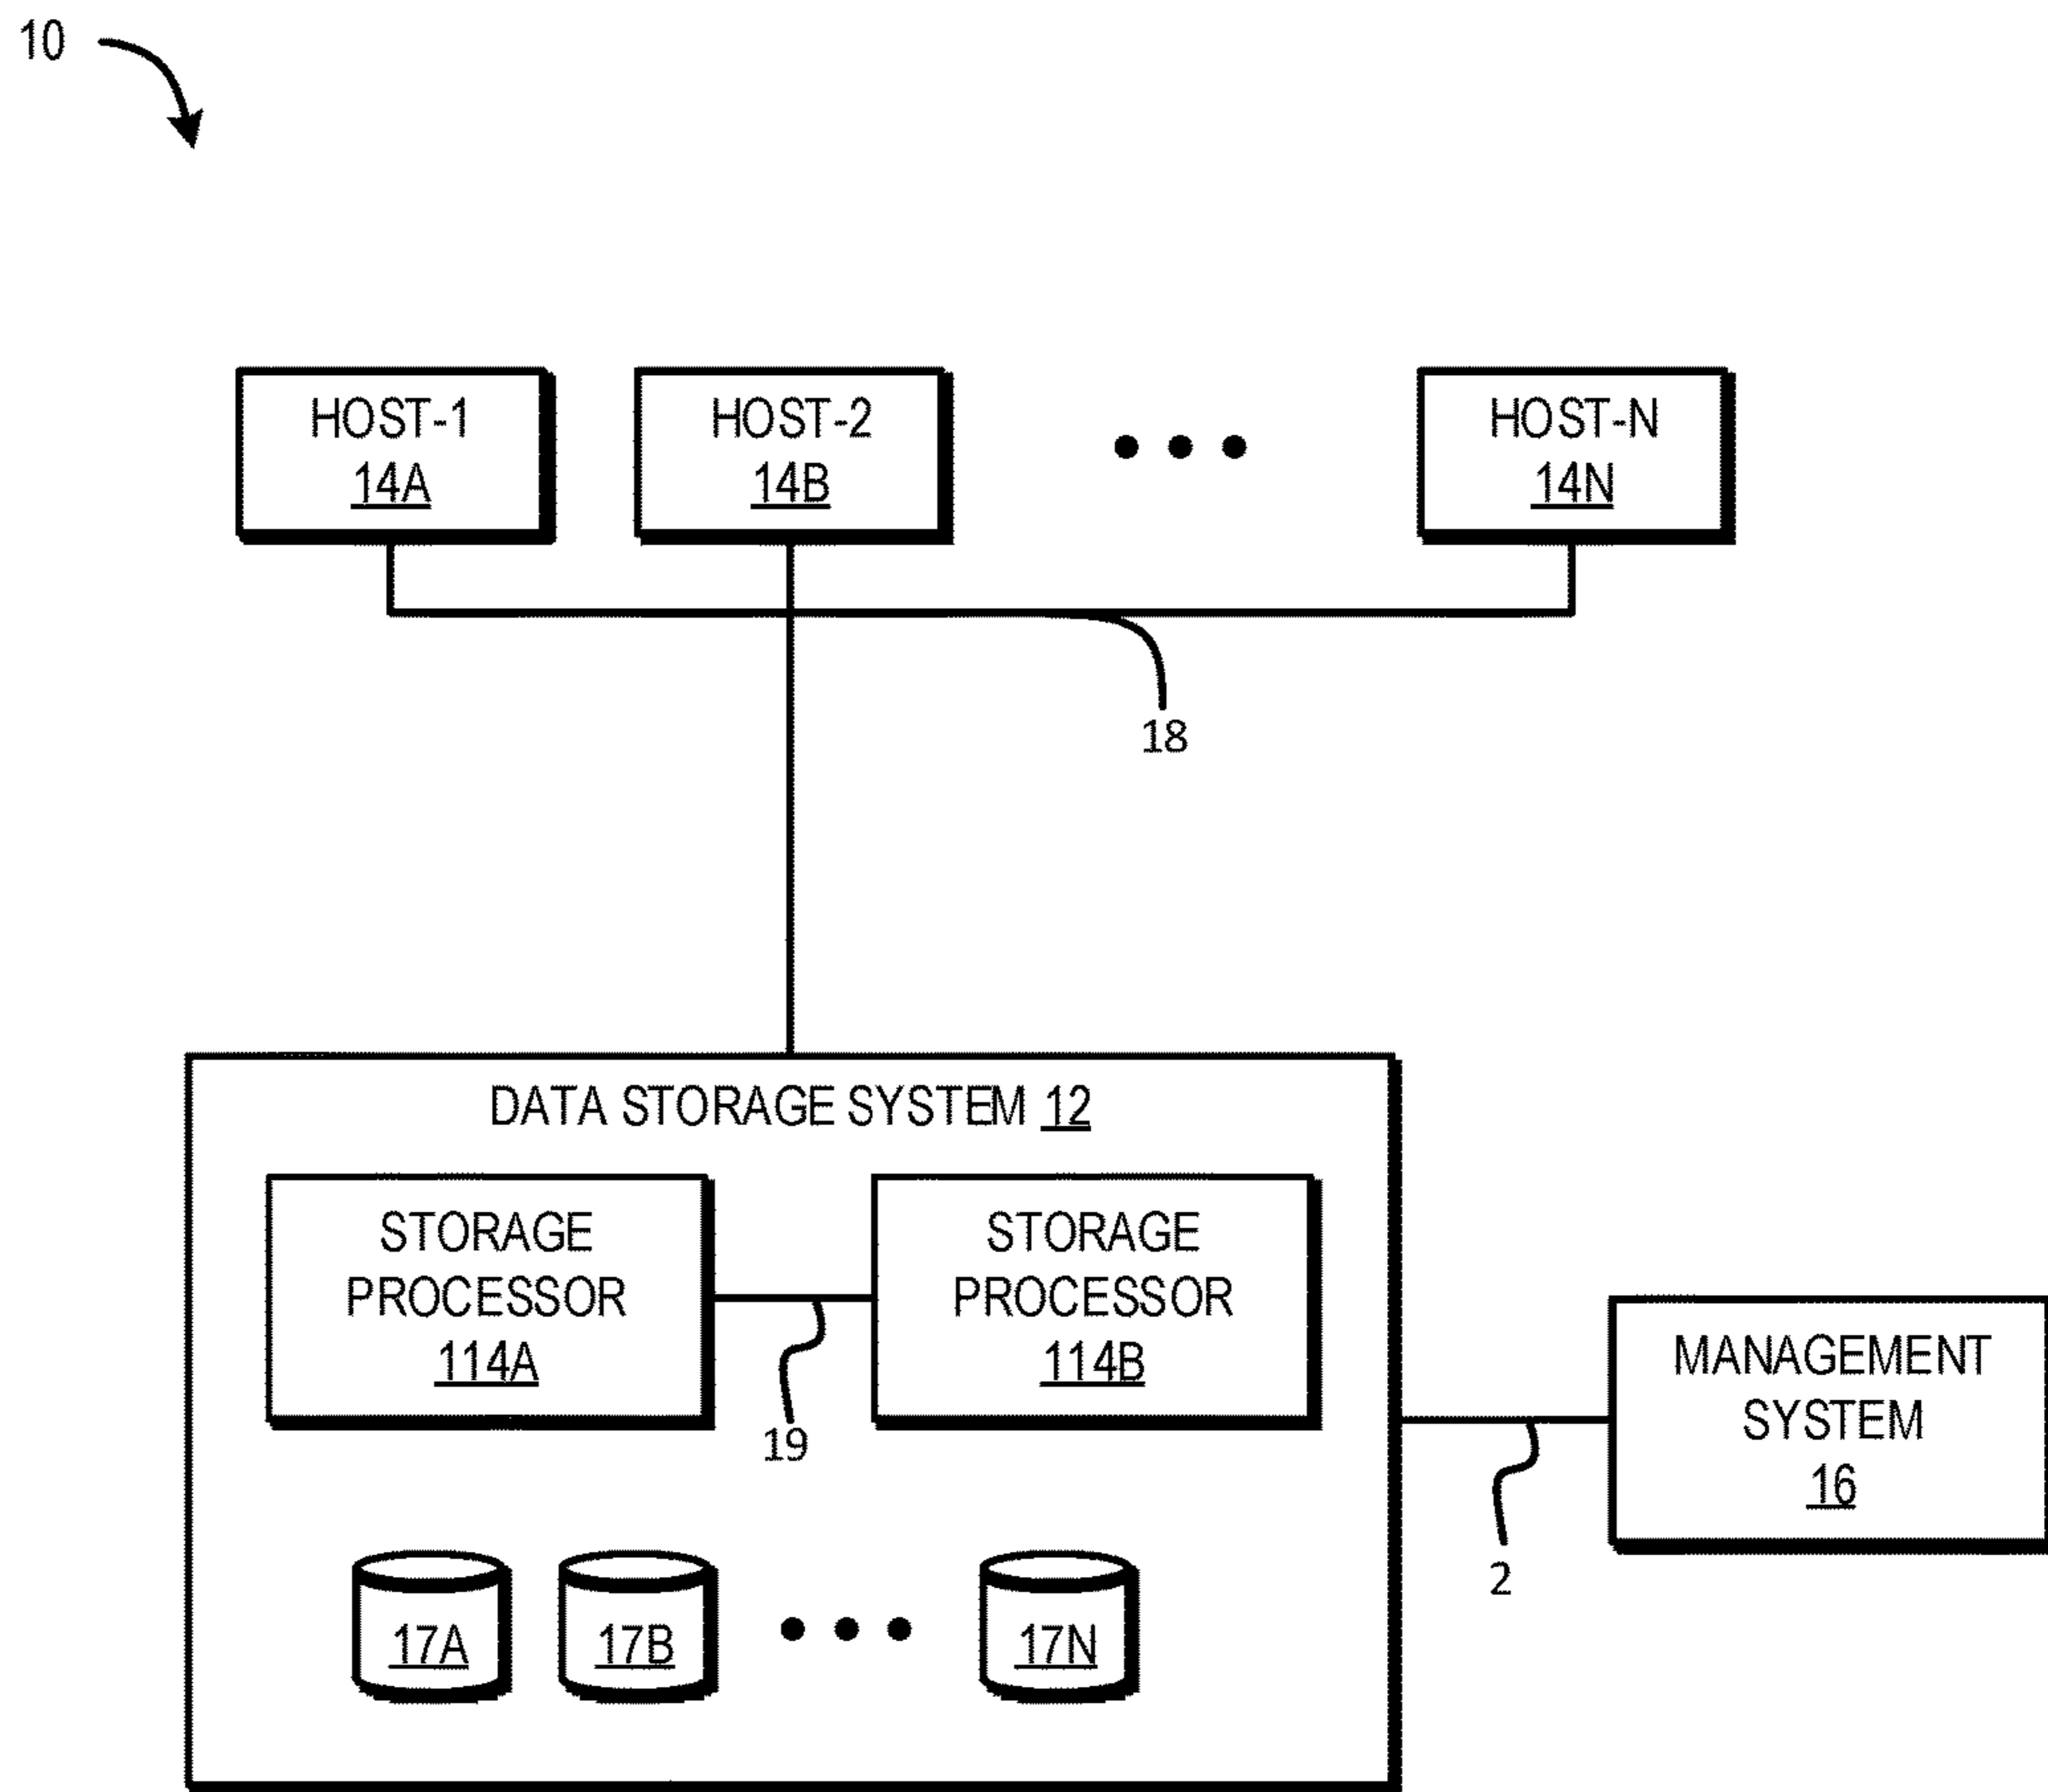 10
HOST-1
14A
HOST-2
14B
HOST-N
14N
18
DATA STORAGE SYSTEM 12
STORAGE
PROCESSOR
114A
STORAGE
PROCESSOR
114B
19
MANAGEMENT
SYSTEM
16
2
17A
17B
17N